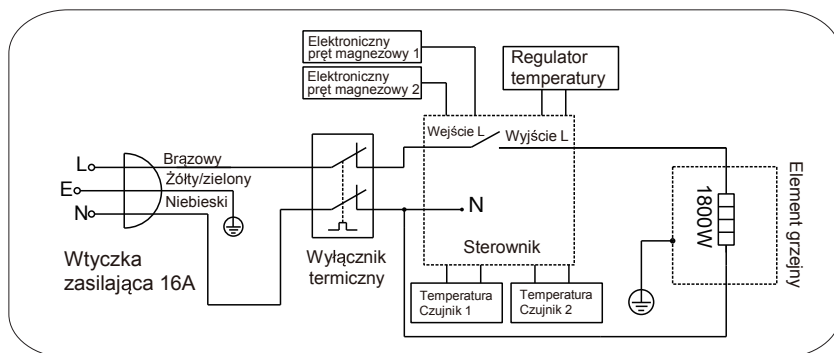 Elektroniczny
pręt magnezowy 1
Elektroniczny
pręt magnezowy 2
Regulator
temperatury
Wejście L
Wyjście L
L
Brązowy
E
Żółty/zielony
N
Niebieski
N
Sterownik
1800W
Element grzejny
Wtyczka
zasilająca 16A
Wyłącznik
termiczny
Temperatura
Czujnik 1
Temperatura
Czujnik 2